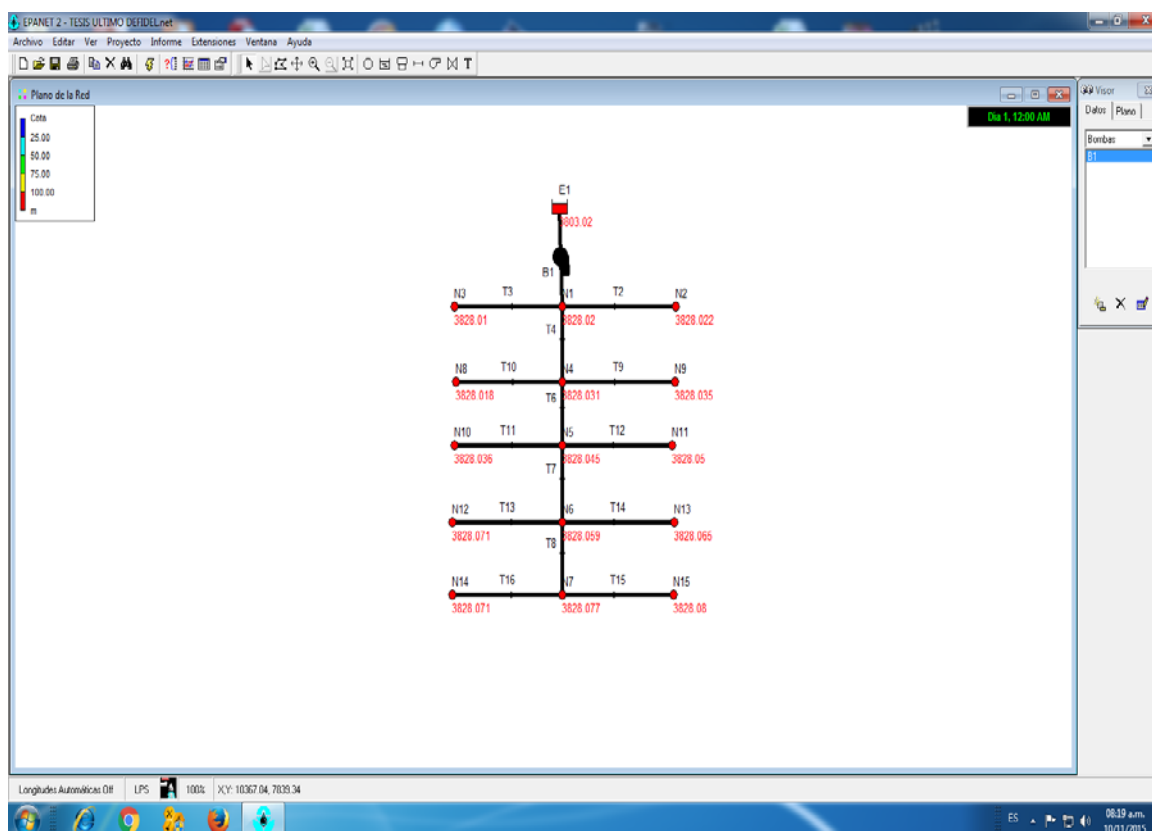 EPANET 2 - TESIS ULTIMO DEFIDEL.net
Archivo Editar Ver Proyecto Informe Extensiones Ventana Ayuda
Plano de la Red
Cota
25.00
50.00
75.00
100.00
m
Dia 1, 12:00 AM
Visor
Datos Plano
Bombas
B1
E1
3803.02
B1
N3 T3 N1 T2 N2
3828.01 3828.02 3828.022
T4
N8 T10 N4 T9 N9
3828.018 3828.031 3828.035
T6
N10 T11 N5 T12 N11
3828.036 3828.045 3828.05
T7
N12 T13 N6 T14 N13
3828.071 3828.059 3828.065
T8
N14 T16 N7 T15 N15
3828.071 3828.077 3828.08
Longitudes Automáticas Off LPS 100% X,Y: 10367.04, 7839.34
ES 08:19 a.m.
10/11/2015